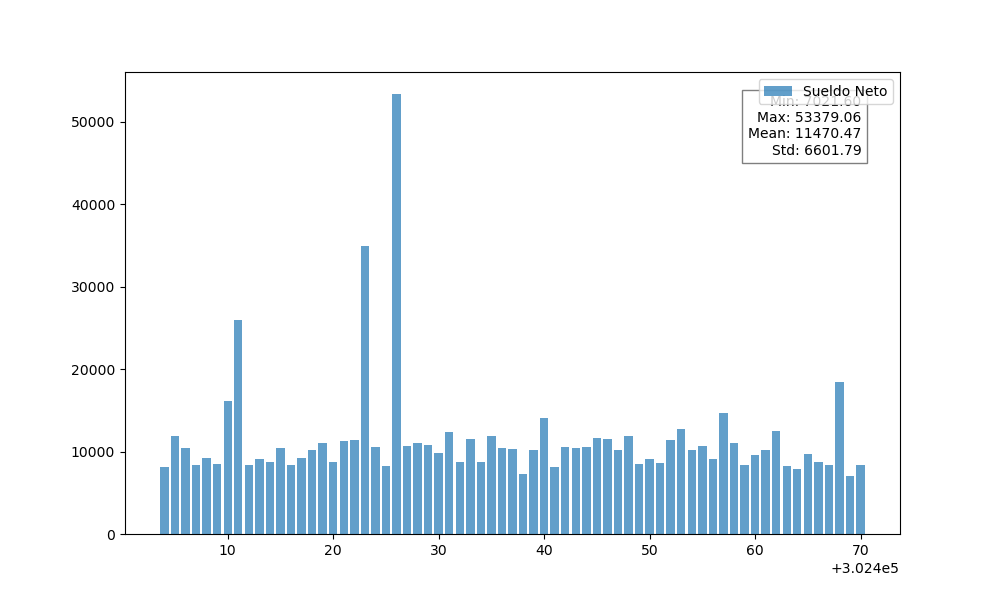 Sueldo Neto
Min: 7021.60
Max: 53379.06
Mean: 11470.47
Std: 6601.79
50000
40000
30000
20000
10000
0
10 20 30 40 50 60 70
+3.024e5